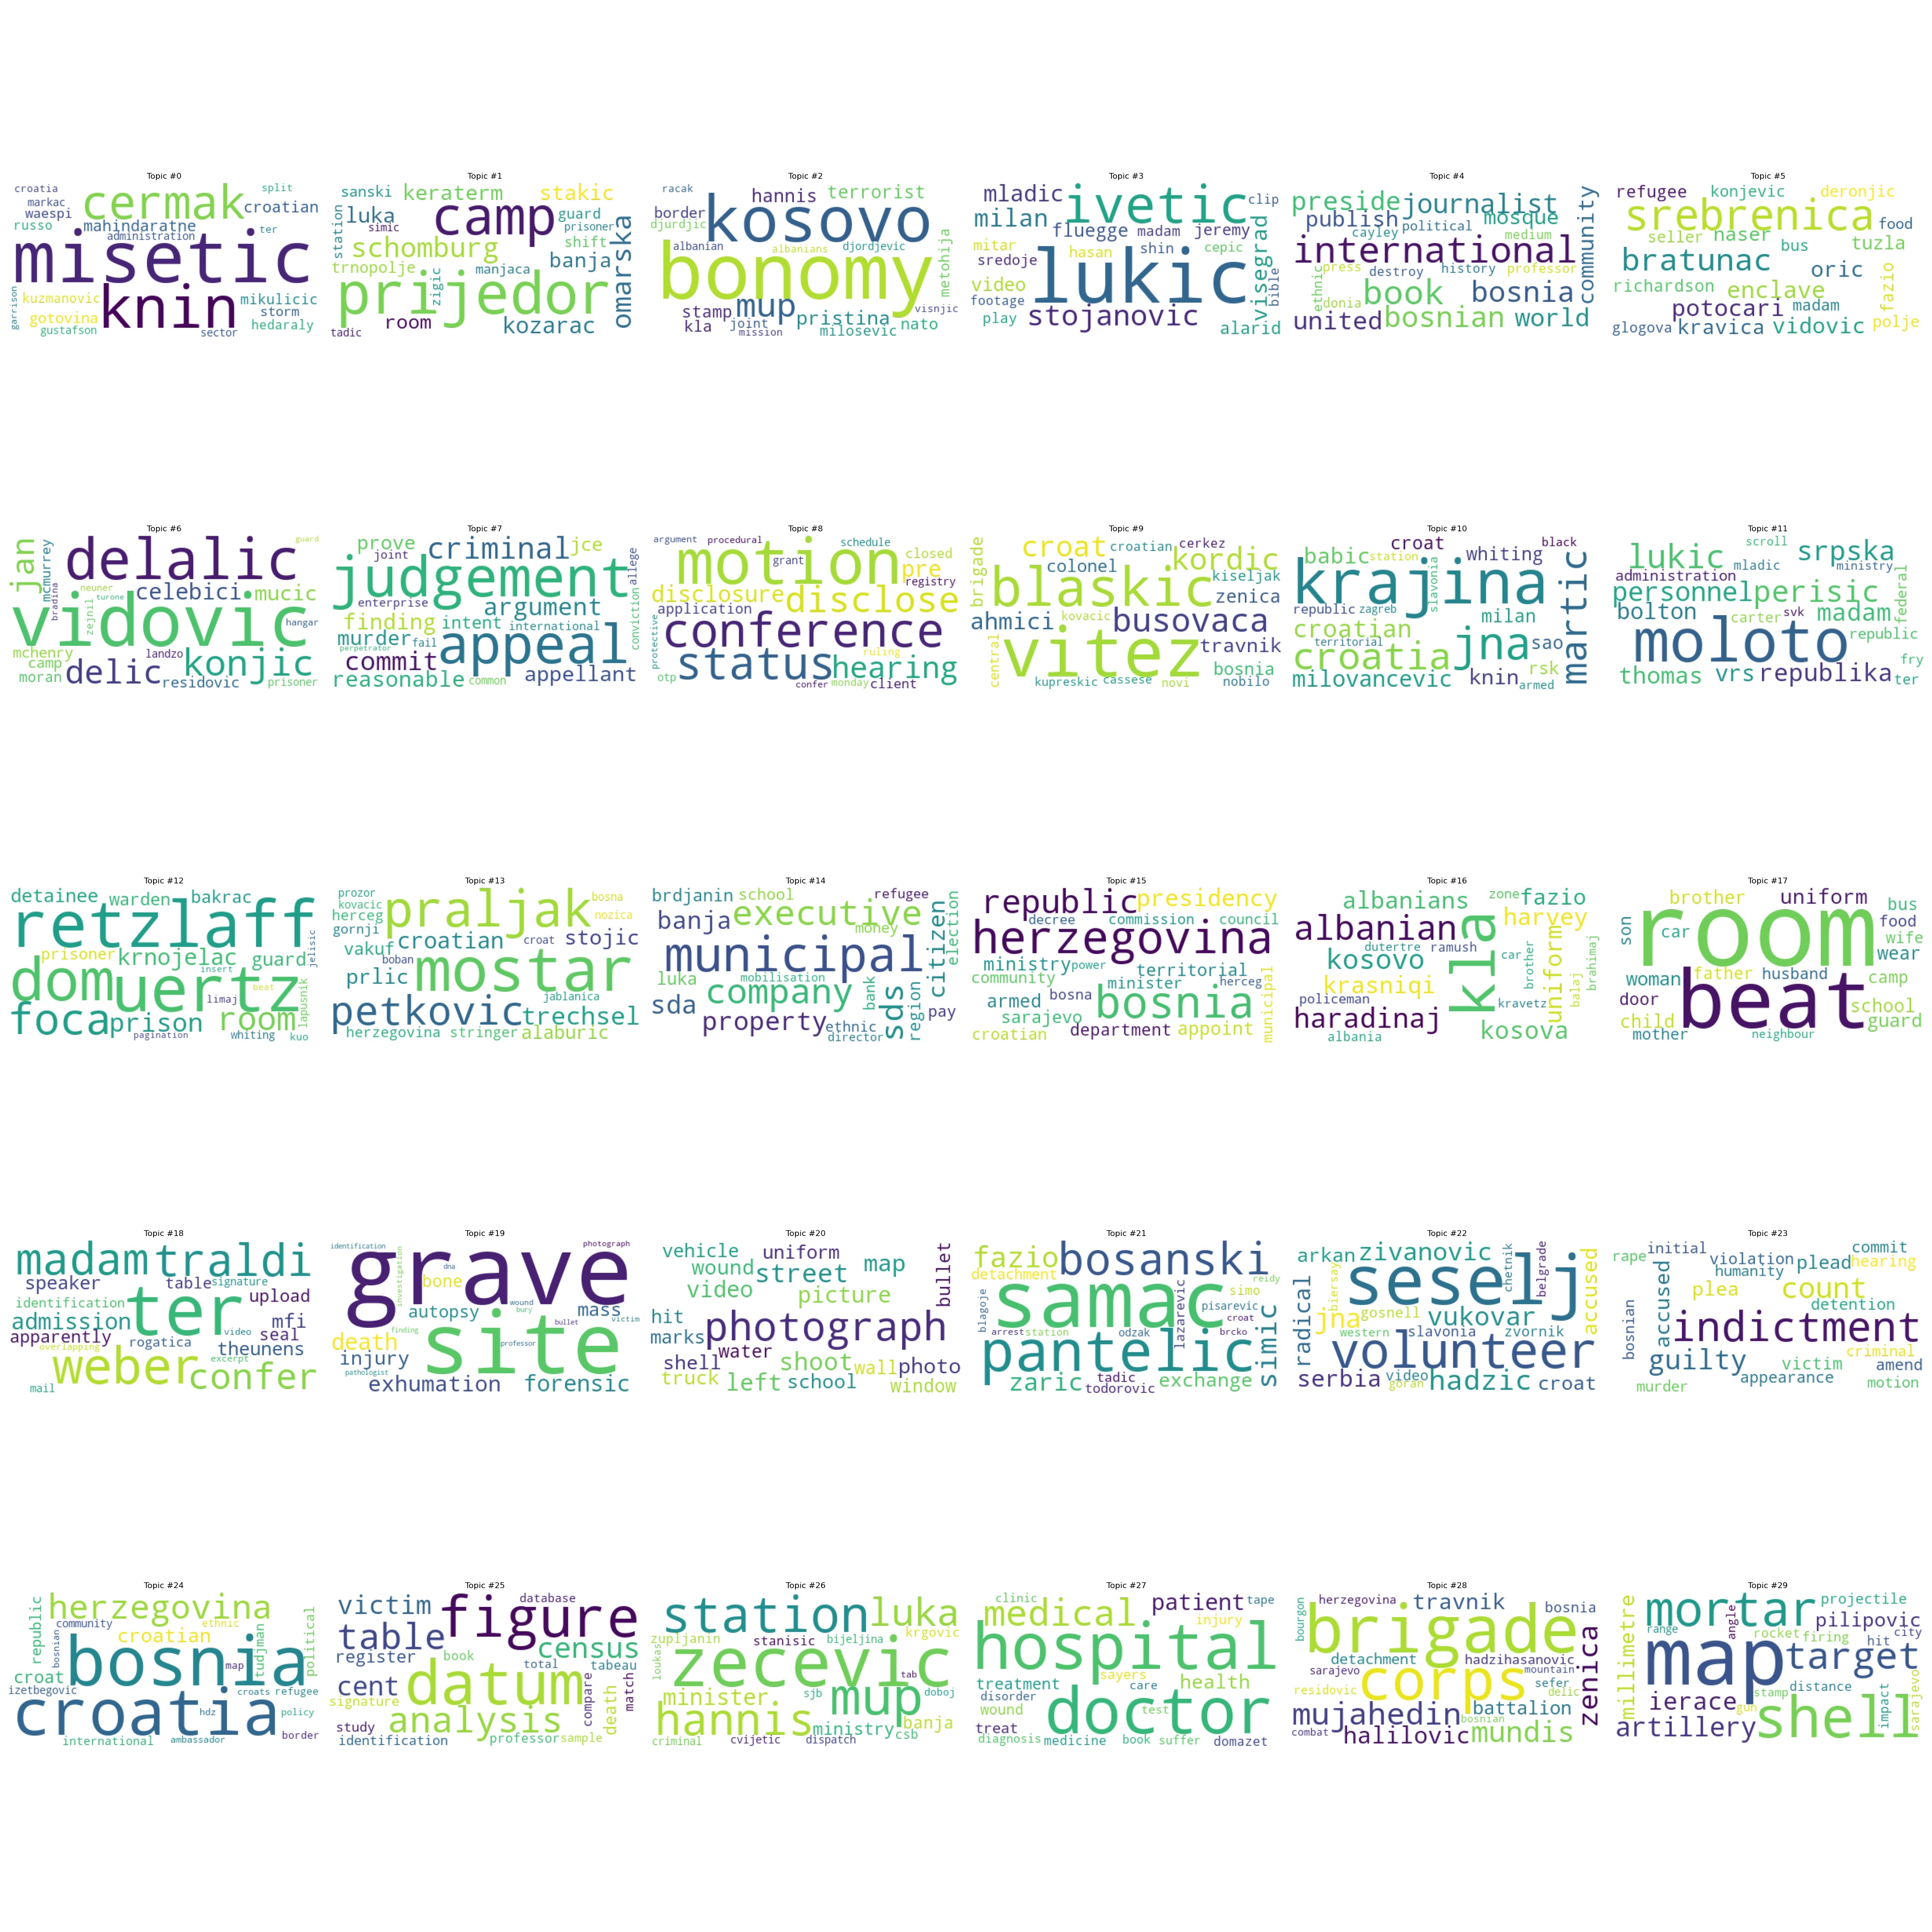 Topic #0
croatia cermak split
markac croatian
waespi
russo mahindaratne ter
administration
misetic
garrison kuzmanovic knin mikulicic
gotovina storm
gustafson sector hedaraly
Topic #1
sanski keraterm stakic
station luka camp guard
simic prisoner
schomburg shift
trnopolje manjaca banja omarska
zigic
prijedor
room kozarac
tadic
Topic #2
racak hannis terrorist
border kosovo
djurdjic
albanian albanians djordjevic metohija
bonomy
stamp mup pristina visnjic
kla joint milosevic nato
mission
Topic #3
mladic ivetic clip
milan fluegge madam jeremy
mitar hasan shin cepic visegrad
sredoje
video lukic bible
footage
play stojanovic alarid
Topic #4
preside journalist community
publish political mosque
cayley medium
international
ethnic press destroy history professor
donia book bosnia
united bosnian world
Topic #5
refugee konjevic deronjic
srebrenica food
seller naser bus tuzla
bratunac oric
richardson enclave fazio
potocari madam
glogova kravica vidovic polje
Topic #6
jan delalic guard
mcmurrey neuner celebici mucic
bradina turone
zejnil vidovic hangar
mchenry landzo
camp delic konjic
moran residovic prisoner
Topic #7
prove criminal jce
joint allege
judgement
enterprise argument conviction
finding intent international
murder fail appeal
perpetrator
commit
reasonable common appellant
Topic #8
argument procedural schedule
motion closed
grant pre
disclosure disclose registry
application
protective conference
ruling
otp status hearing
confer monday client
Topic #9
brigade croat croatian cerkez
colonel kordic
blaskic kiseljak
zenica
ahmici kovacic busovaca
central vitez travnik
bosnia
kupreskic cassese novi nobilo
Topic #10
croat black
babic station whiting martic
krajina
slavonia
republic zagreb milan
croatian jna sao
territorial
croatia rsk
milovancevic knin armed
Topic #11
scroll
lukic srpska
administration mladic ministry
personnel perisic federal
bolton carter svk madam
moloto republic
fry
thomas vrs republika ter
Topic #12
detainee warden bakrac
retzlaff jelisic
prisoner krnojelac guard
insert
dom uertz beat lapusnik
limaj
foca prison room
pagination whiting kuo
Topic #13
prozor praljak bosna
kovacic
herceg nozica
gornji
vakuf croatian croat stojic
boban
prlic mostar
petkovic jablanica
trechsel
herzegovina stringer alaburic
Topic #14
brdjanin school refugee election
banja executive citizen
money
municipal
luka mobilisation bank region
sda company sds pay
property ethnic
director
Topic #15
republic presidency
decree commission council
herzegovina
ministry power territorial municipal
community minister herceg
armed bosna bosnia
sarajevo
croatian department appoint
Topic #16
albanians zone fazio
albanian harvey
dutertre ramush uniform
kosovo kla car brother brahimaj
krasniqi balaj
policeman kravetz
haradinaj kosova
albania
Topic #17
brother uniform bus
son room food
car wife
wear
woman father husband camp
door beat school
child guard
mother neighbour
Topic #18
madam traldi
speaker table signature
identification ter upload
admission mfi
apparently rogatica video seal
overlapping theunens
weber excerpt confer
mail
Topic #19
identification photograph
grave
investigation dna
bone
autopsy wound mass
bury bullet victim
death finding site
injury professor
pathologist
exhumation forensic
Topic #20
vehicle uniform map bullet
wound street
video picture
hit
marks photograph
water
shell shoot wall photo
truck left school window
Topic #21
fazio bosanski
detachment reidy
blagoje samac simo
lazarevic pisarevic simic
croat
arrest station odzak brcko
pantelic
zaric tadic exchange
todorovic
Topic #22
arkan zivanovic chetnik accused
radical seselj belgrade
biersay
jna gosnell vukovar
western slavonia zvornik
volunteer
serbia video hadzic croat
goran
Topic #23
rape initial violation commit
humanity plead hearing
accused plea count
detention
bosnian indictment
criminal
guilty victim amend
appearance
murder motion
Topic #24
republic herzegovina political
community ethnic
bosnian croatian tudjman
bosnia
croat map
izetbegovic croats refugee
croatia hdz policy
international ambassador border
Topic #25
victim figure database
table census
register book total tabeau
cent datum compare match
signature death
study analysis
identification professor sample
Topic #26
station luka
zupljanin stanisic bijeljina krgovic
loukas zecevic
tab
minister sjb mup doboj
hannis ministry banja
criminal cvijetic dispatch csb
Topic #27
clinic medical patient tape
injury
hospital
sayers
treatment care health
disorder
wound doctor test
treat
diagnosis medicine book suffer domazet
Topic #28
herzegovina travnik bosnia
bourgon brigade zenica
detachment hadzihasanovic
sarajevo corps mountain
residovic sefer delic
mujahedin battalion
bosnian
combat halilovic mundis
Topic #29
millimetre mortar projectile
angle pilipovic
range rocket firing hit city
map target
stamp distance
ierace gun impact sarajevo
artillery shell